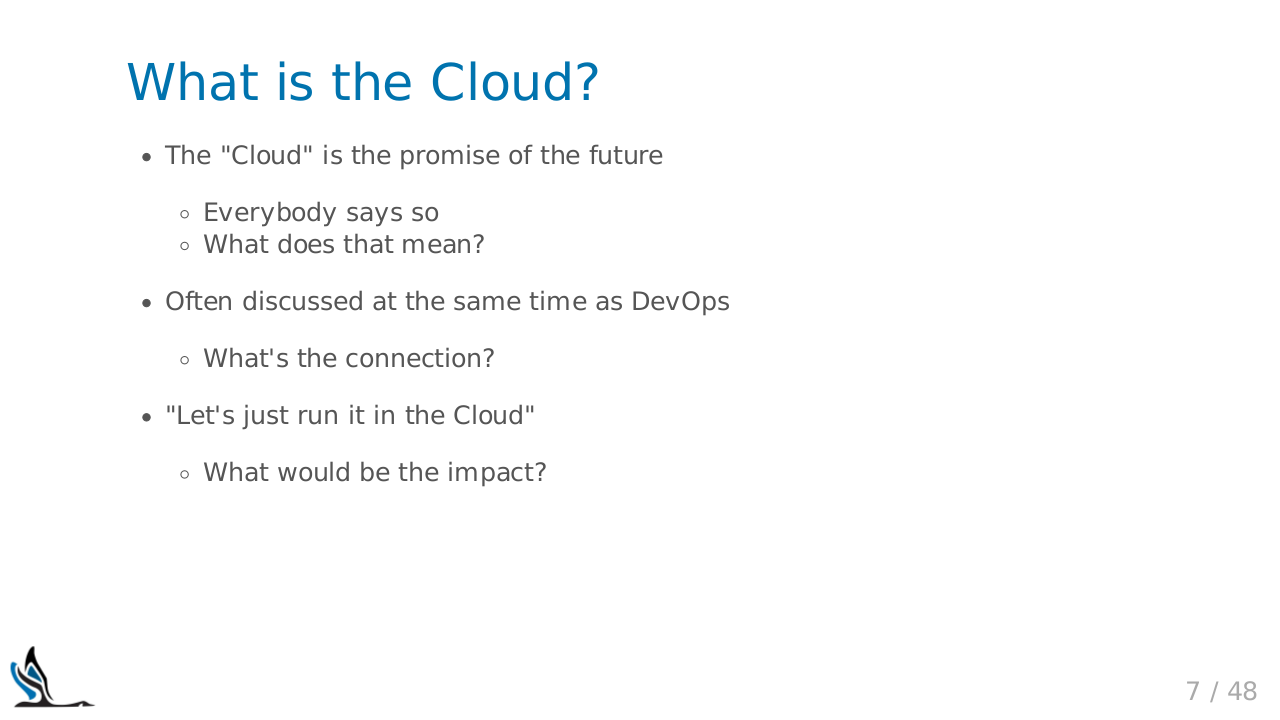 What is the Cloud?
• The "Cloud" is the promise of the future
◦ Everybody says so
◦ What does that mean?
• Often discussed at the same time as DevOps
◦ What's the connection?
• "Let's just run it in the Cloud"
◦ What would be the impact?
7 / 48